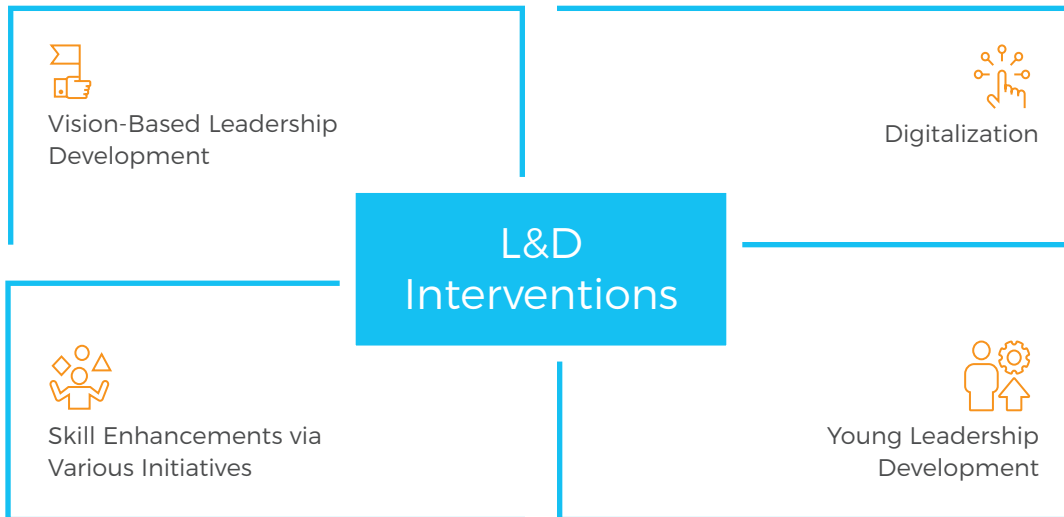 Vision-Based Leadership
Development
Digitalization
L&D
Interventions
Skill Enhancements via
Various Initiatives
Young Leadership
Development